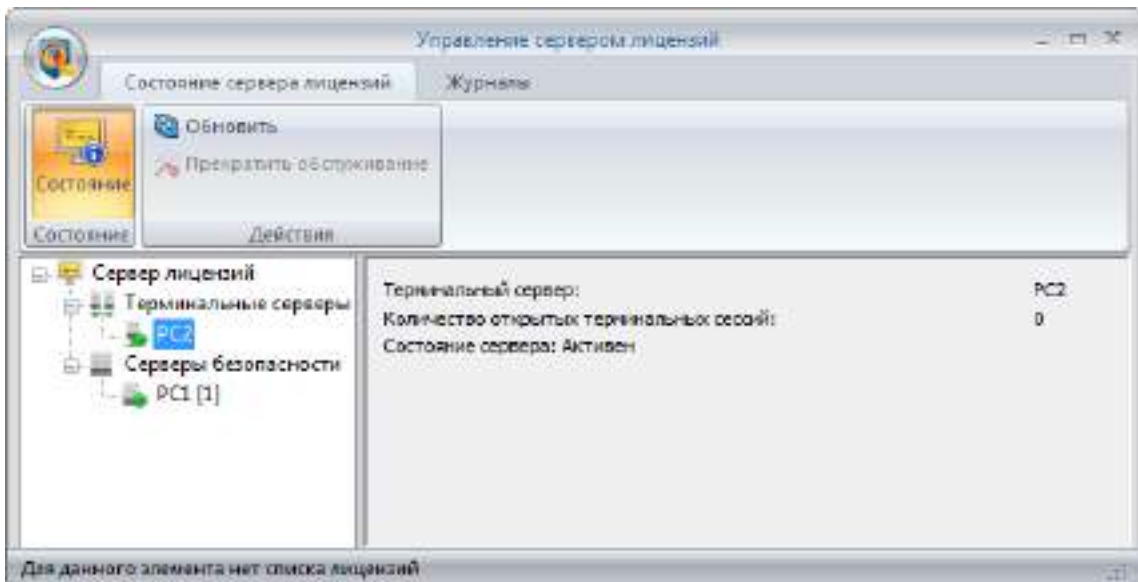 Управление сервером лицензий
Состояние сервера лицензий Журналы
Обновить
Прекратить обслуживание
Состояние
Состояние Действия
Сервер лицензий
Терминальные серверы
PC2
Серверы безопасности
PC1 [1]
Терминальный сервер: PC2
Количество открытых терминальных сессий: 0
Состояние сервера: Активен
Для данного элемента нет списка лицензий